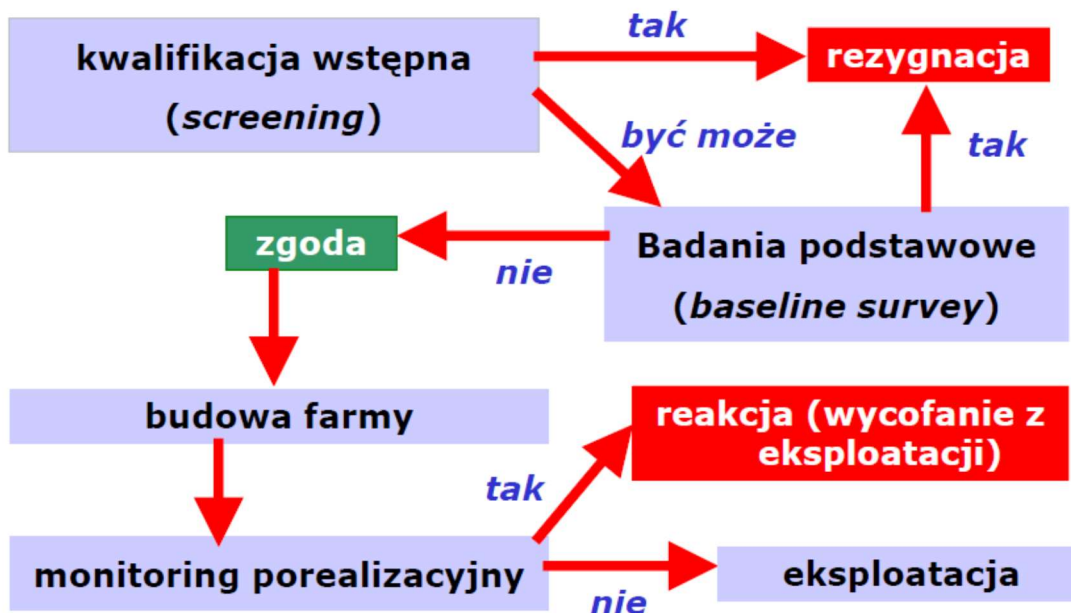 kwalifikacja wstępna
(screening)
tak
rezygnacja
być może
tak
zgoda
nie
Badania podstawowe
(baseline survey)
budowa farmy
reakcja (wycofanie z
eksploatacji)
tak
monitoring porealizacyjny
nie
eksploatacja